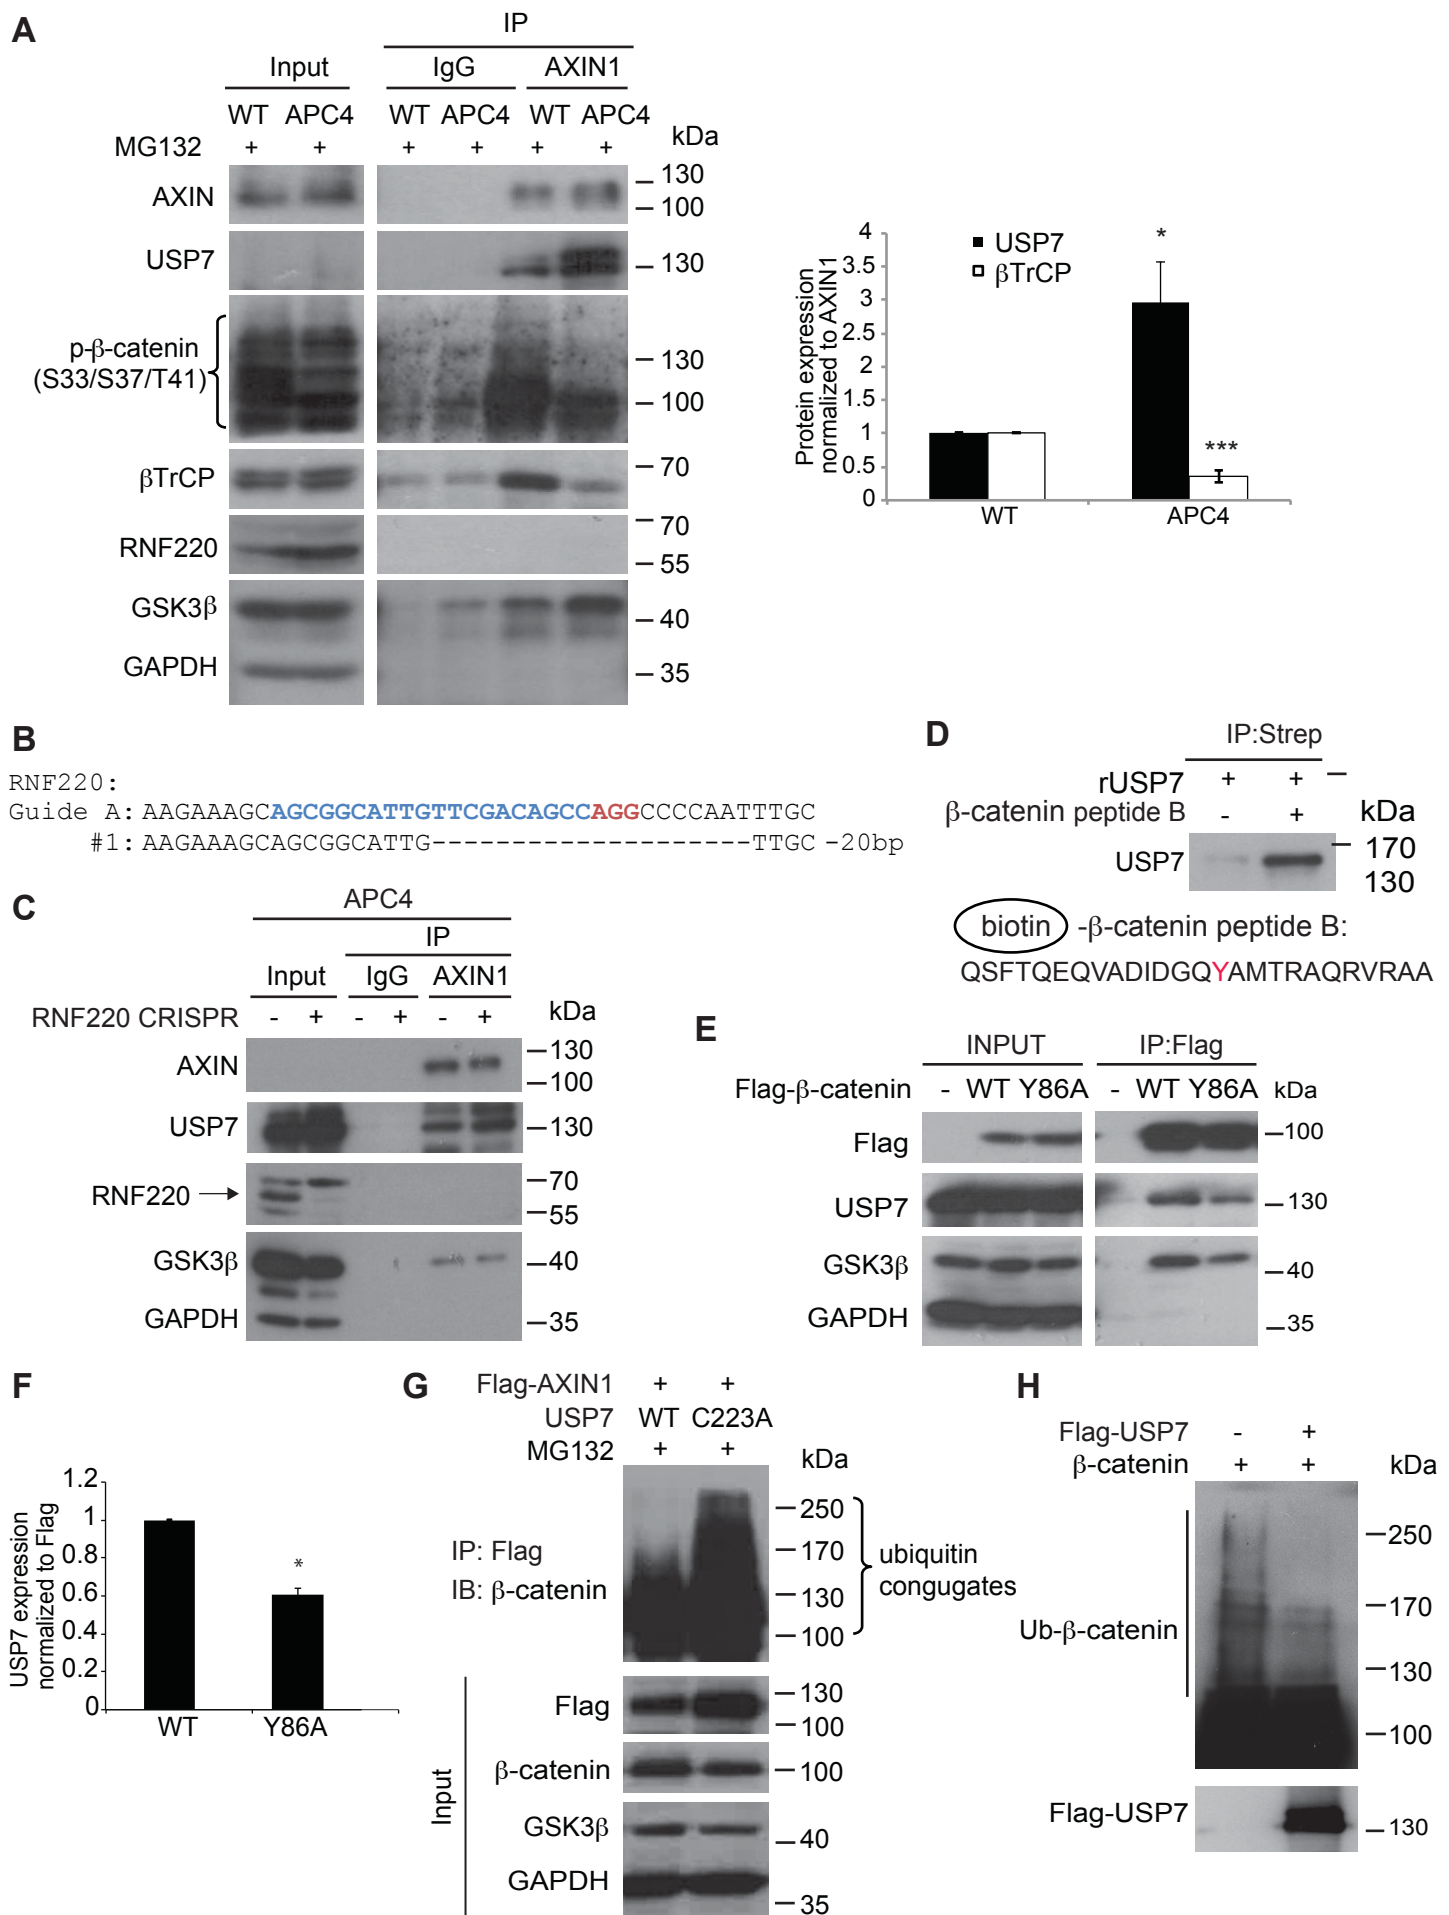 A
IP
Input IgG AXIN1
WT APC4 WT APC4 WT APC4
MG132 + + + + + + kDa
AXIN 130
100
USP7 130
p-β-catenin
(S33/S37/T41) 130
100
βTrCP 70
RNF220 70
55
GSK3β 40
GAPDH 35
Protein expression
normalized to AXIN1
4
3.5
3
2.5
2
1.5
1
0.5
0
USP7
βTrCP
*
***
WT APC4
B
RNF220:
Guide A: AAGAAAGCAGCGGCATTGTTCGACAGCCAGGCCCCAATTTGC
#1: AAGAAAGCAGCGGCATTG--------------------TTGC -20bp
C
APC4
IP
Input IgG AXIN1
RNF220 CRISPR - + - + - + kDa
AXIN 130
100
USP7 130
RNF220 70
55
GSK3β 40
GAPDH 35
D
IP:Strep
rUSP7 + +
β-catenin peptide B - + kDa
USP7 170
130
biotin -β-catenin peptide B:
QSFTQEQVADIDGQYAMTRAQRVRAA
E
INPUT IP:Flag
Flag-β-catenin - WT Y86A - WT Y86A kDa
Flag 100
USP7 130
GSK3β 40
GAPDH 35
F
USP7 expression
normalized to Flag
1.2
1
0.8
0.6
0.4
0.2
0
*
WT Y86A
G
Flag-AXIN1 + +
USP7 WT C223A
MG132 + + kDa
IP: Flag
IB: β-catenin
250
170
130
100
ubiquitin
congugates
Input
Flag 130
100
β-catenin 100
GSK3β 40
GAPDH 35
H
Flag-USP7 - +
β-catenin + + kDa
Ub-β-catenin
250
170
130
100
Flag-USP7 130